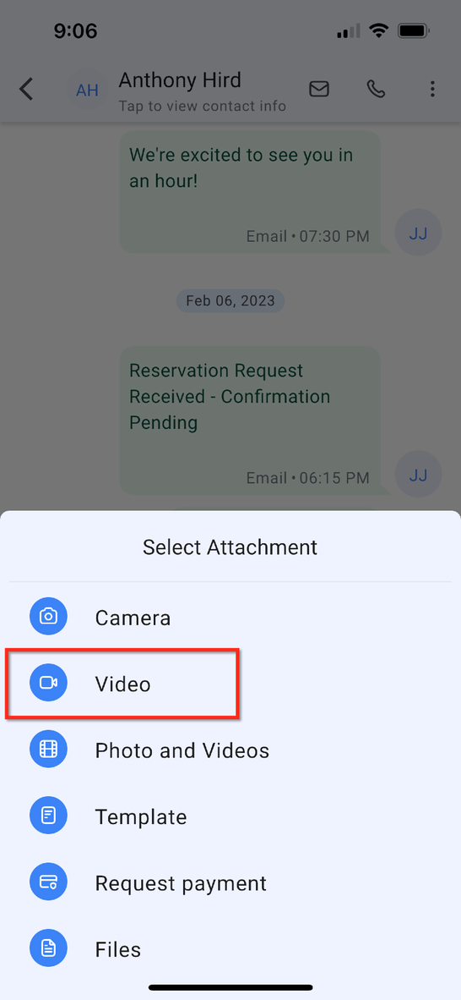 9:06
AH
Anthony Hird
Tap to view contact info
We're excited to see you in
an hour!
Email • 07:30 PM
JJ
Feb 06, 2023
Reservation Request
Received - Confirmation
Pending
Email • 06:15 PM
JJ
Select Attachment
Camera
Video
Photo and Videos
Template
Request payment
Files